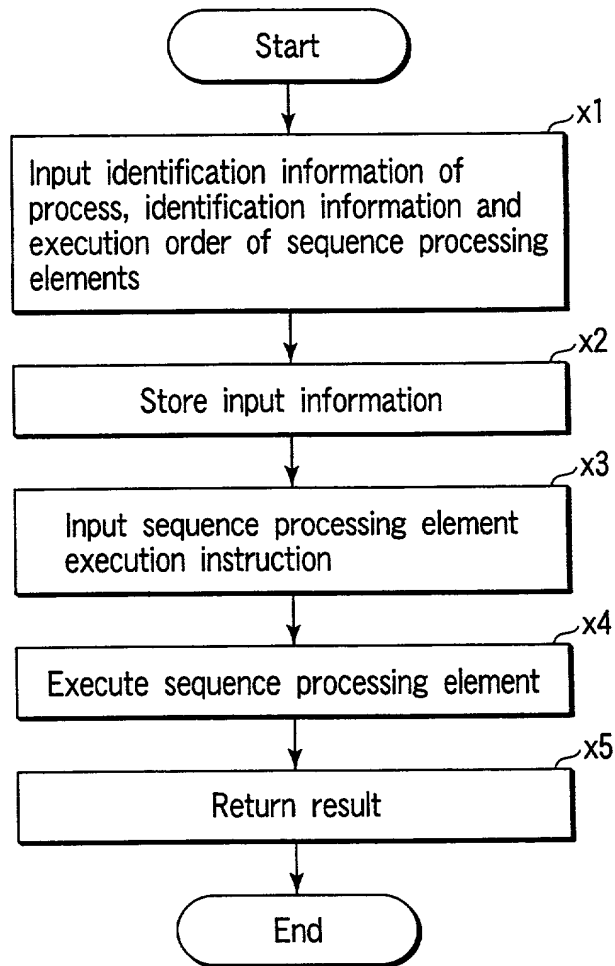 Start
x1
Input identification information of
process, identification information and
execution order of sequence processing
elements
x2
Store input information
x3
Input sequence processing element
execution instruction
x4
Execute sequence processing element
x5
Return result
End